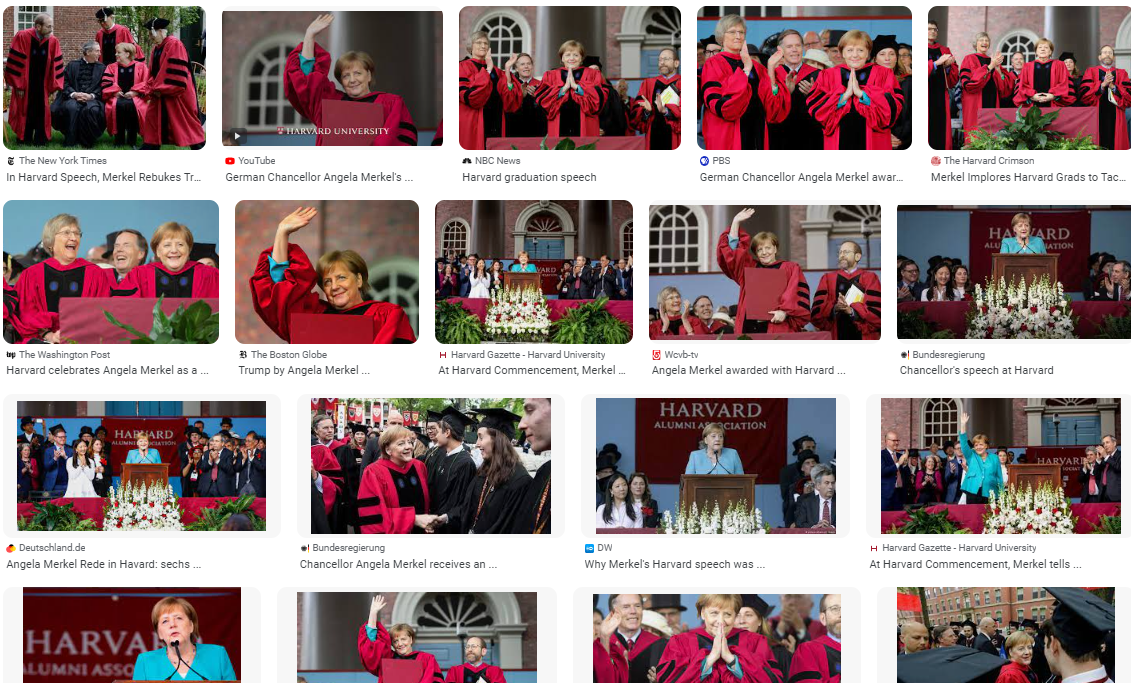 HARVARD UNIVERSITY
The New York Times
YouTube
NBC News
PBS
The Harvard Crimson
In Harvard Speech, Merkel Rebukes Tr...
German Chancellor Angela Merkel's ...
Harvard graduation speech
German Chancellor Angela Merkel awar...
Merkel Implores Harvard Grads to Tac...
HARVARD
ALUMNI ASSOCIATION
The Washington Post
The Boston Globe
Harvard Gazette - Harvard University
Wcvb-tv
Bundesregierung
Harvard celebrates Angela Merkel as a ...
Trump by Angela Merkel ...
At Harvard Commencement, Merkel ...
Angela Merkel awarded with Harvard ...
Chancellor's speech at Harvard
HARVARD
ALUMNI ASSOCIATION
HARVARD
ALUMNI ASSOCIATION
HARVARD
Deutschland.de
Bundesregierung
DW
Harvard Gazette - Harvard University
Angela Merkel Rede in Havard: sechs ...
Chancellor Angela Merkel receives an ...
Why Merkel's Harvard speech was ...
At Harvard Commencement, Merkel tells ...
HARVA
ALUMNI ASSO